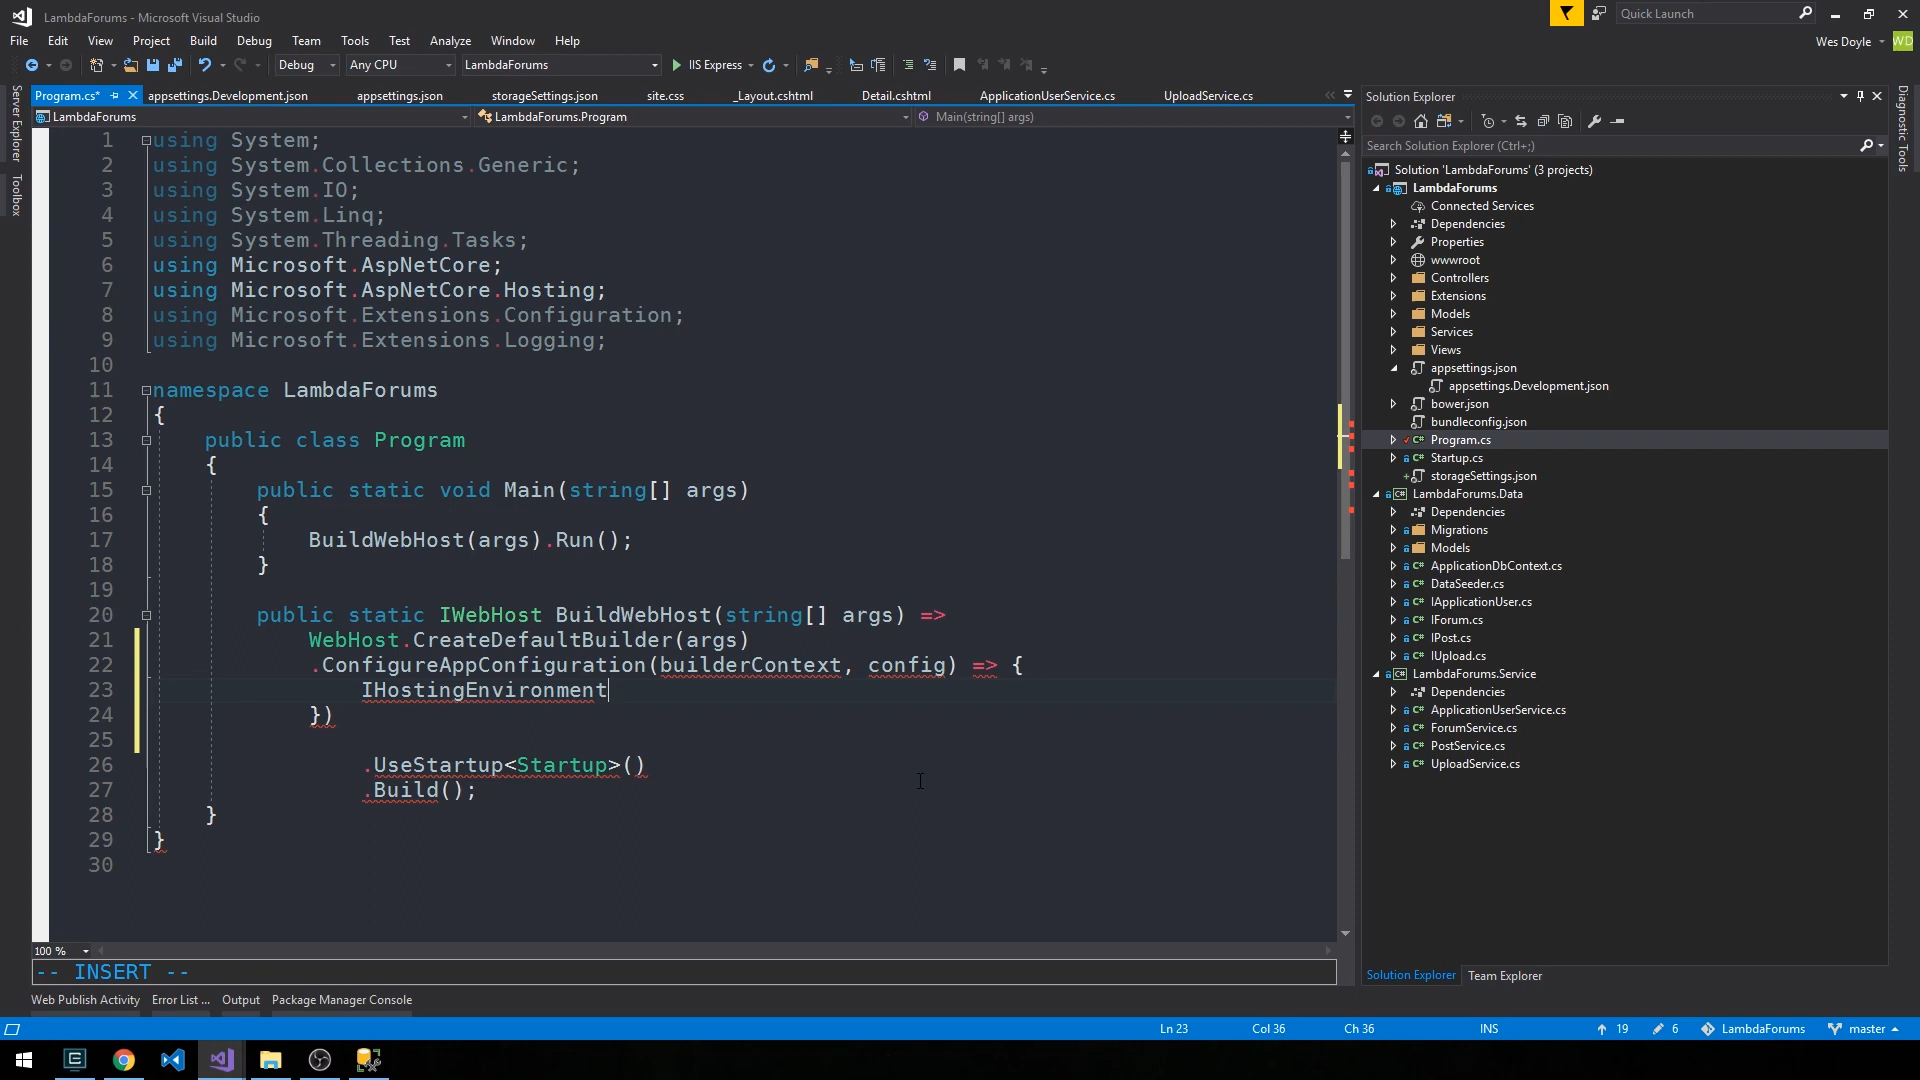 LambdaForums - Microsoft Visual Studio
Quick Launch
File Edit View Project Build Debug Team Tools Test Analyze Window Help
Wes Doyle WD
Debug Any CPU LambdaForums IIS Express
Program.cs* appsettings.Development.json appsettings.json storageSettings.json site.css _Layout.cshtml Detail.cshtml ApplicationUserService.cs UploadService.cs
LambdaForums LambdaForums.Program Main(string[] args)
Server Explorer
Toolbox
1 using System;
2 using System.Collections.Generic;
3 using System.IO;
4 using System.Linq;
5 using System.Threading.Tasks;
6 using Microsoft.AspNetCore;
7 using Microsoft.AspNetCore.Hosting;
8 using Microsoft.Extensions.Configuration;
9 using Microsoft.Extensions.Logging;
10
11 namespace LambdaForums
12 {
13 public class Program
14 {
15 public static void Main(string[] args)
16 {
17 BuildWebHost(args).Run();
18 }
19
20 public static IWebHost BuildWebHost(string[] args) =>
21 WebHost.CreateDefaultBuilder(args)
22 .ConfigureAppConfiguration(builderContext, config) => {
23 IHostingEnvironment
24 })
25
26 .UseStartup<Startup>()
27 .Build();
28 }
29 }
30
100 %
-- INSERT --
Solution Explorer
Search Solution Explorer (Ctrl+;)
Solution 'LambdaForums' (3 projects)
LambdaForums
Connected Services
Dependencies
Properties
wwwroot
Controllers
Extensions
Models
Services
Views
appsettings.json
appsettings.Development.json
bower.json
bundleconfig.json
C# Program.cs
C# Startup.cs
storageSettings.json
C# LambdaForums.Data
Dependencies
Migrations
Models
C# ApplicationDbContext.cs
C# DataSeeder.cs
C# IApplicationUser.cs
C# IForum.cs
C# IPost.cs
C# IUpload.cs
C# LambdaForums.Service
Dependencies
C# ApplicationUserService.cs
C# ForumService.cs
C# PostService.cs
C# UploadService.cs
Solution Explorer Team Explorer
Diagnostic Tools
Web Publish Activity Error List ... Output Package Manager Console
Ln 23 Col 36 Ch 36 INS 19 6 LambdaForums master